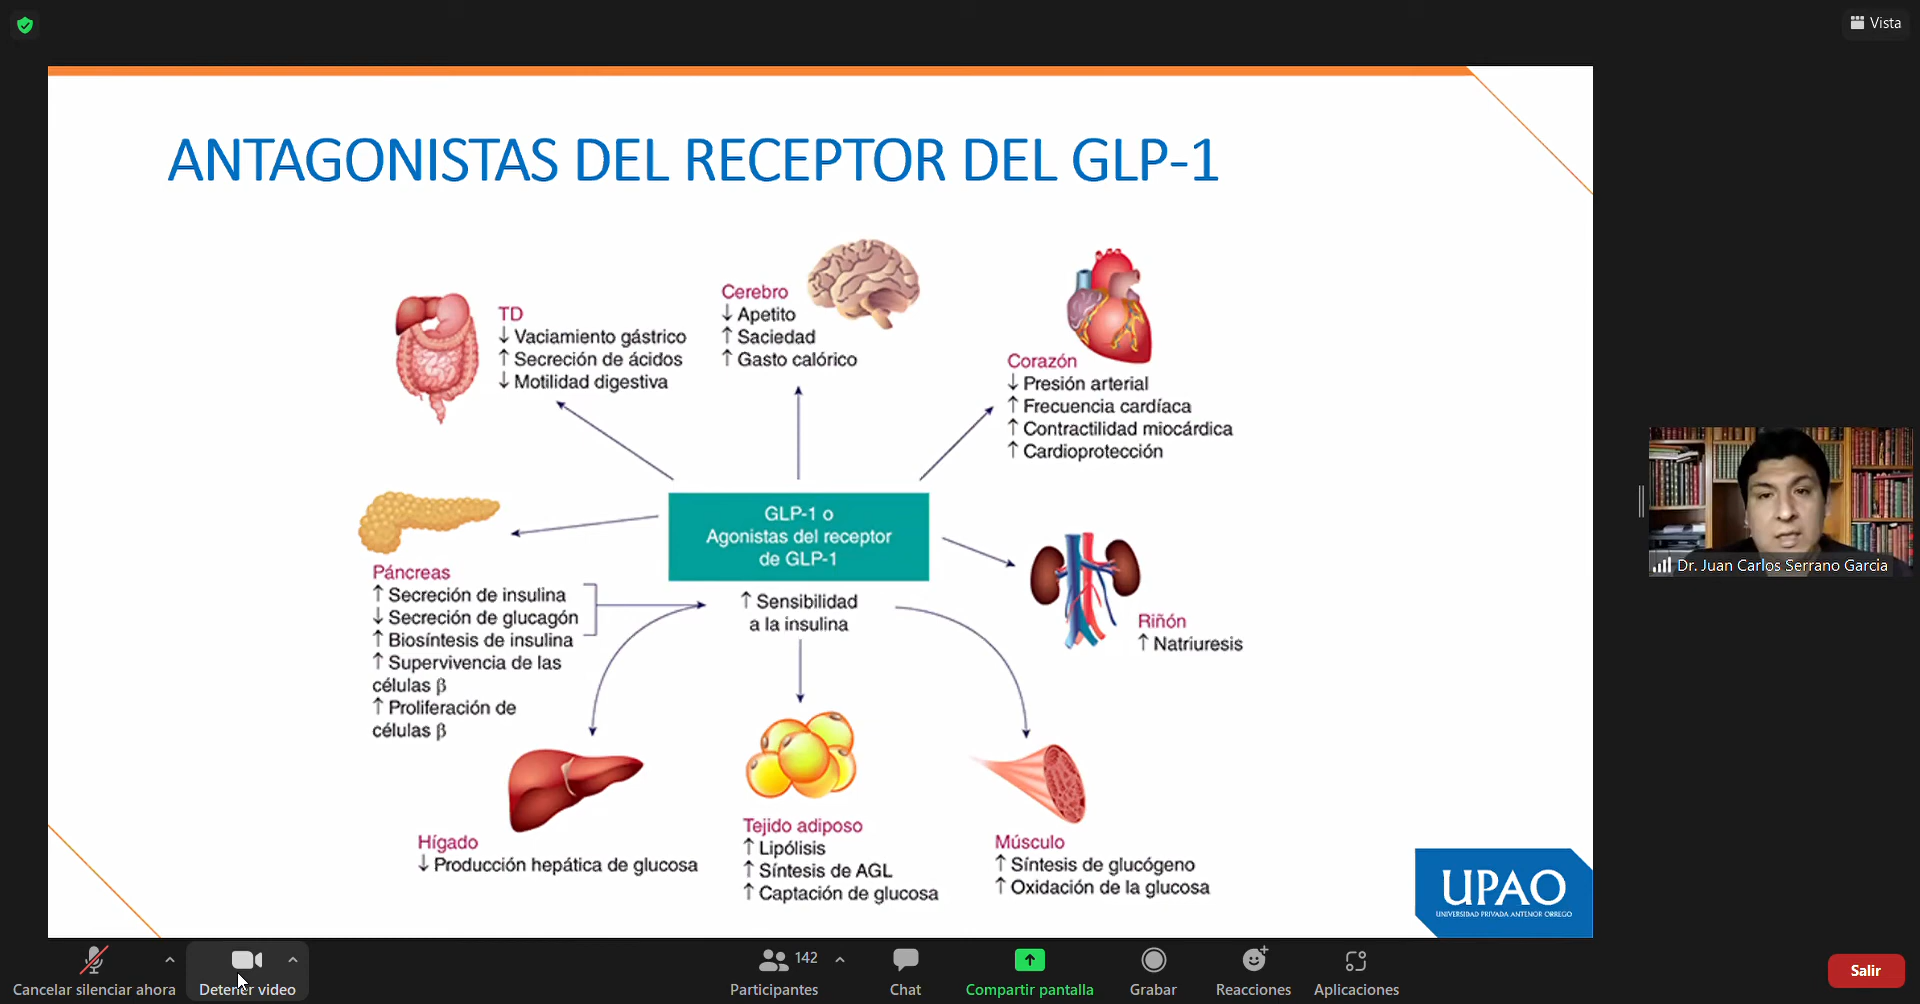 Vista
ANTAGONISTAS DEL RECEPTOR DEL GLP-1
TD
↓ Vaciamiento gástrico
↑ Secreción de ácidos
↓ Motilidad digestiva
Cerebro
↓ Apetito
↑ Saciedad
↑ Gasto calórico
Corazón
↓ Presión arterial
↑ Frecuencia cardíaca
↑ Contractilidad miocárdica
↑ Cardioprotección
GLP-1 o
Agonistas del receptor
de GLP-1
Páncreas
↑ Secreción de insulina
↓ Secreción de glucagón
↑ Biosíntesis de insulina
↑ Supervivencia de las
células β
↑ Proliferación de
células β
↑ Sensibilidad
a la insulina
Riñón
↑ Natriuresis
Hígado
↓ Producción hepática de glucosa
Tejido adiposo
↑ Lipólisis
↑ Síntesis de AGL
↑ Captación de glucosa
Músculo
↑ Síntesis de glucógeno
↑ Oxidación de la glucosa
UPAO
UNIVERSIDAD PRIVADA ANTENOR ORREGO
Dr. Juan Carlos Serrano Garcia
Cancelar silenciar ahora
Detener video
142
Participantes
Chat
Compartir pantalla
Grabar
Reacciones
Aplicaciones
Salir